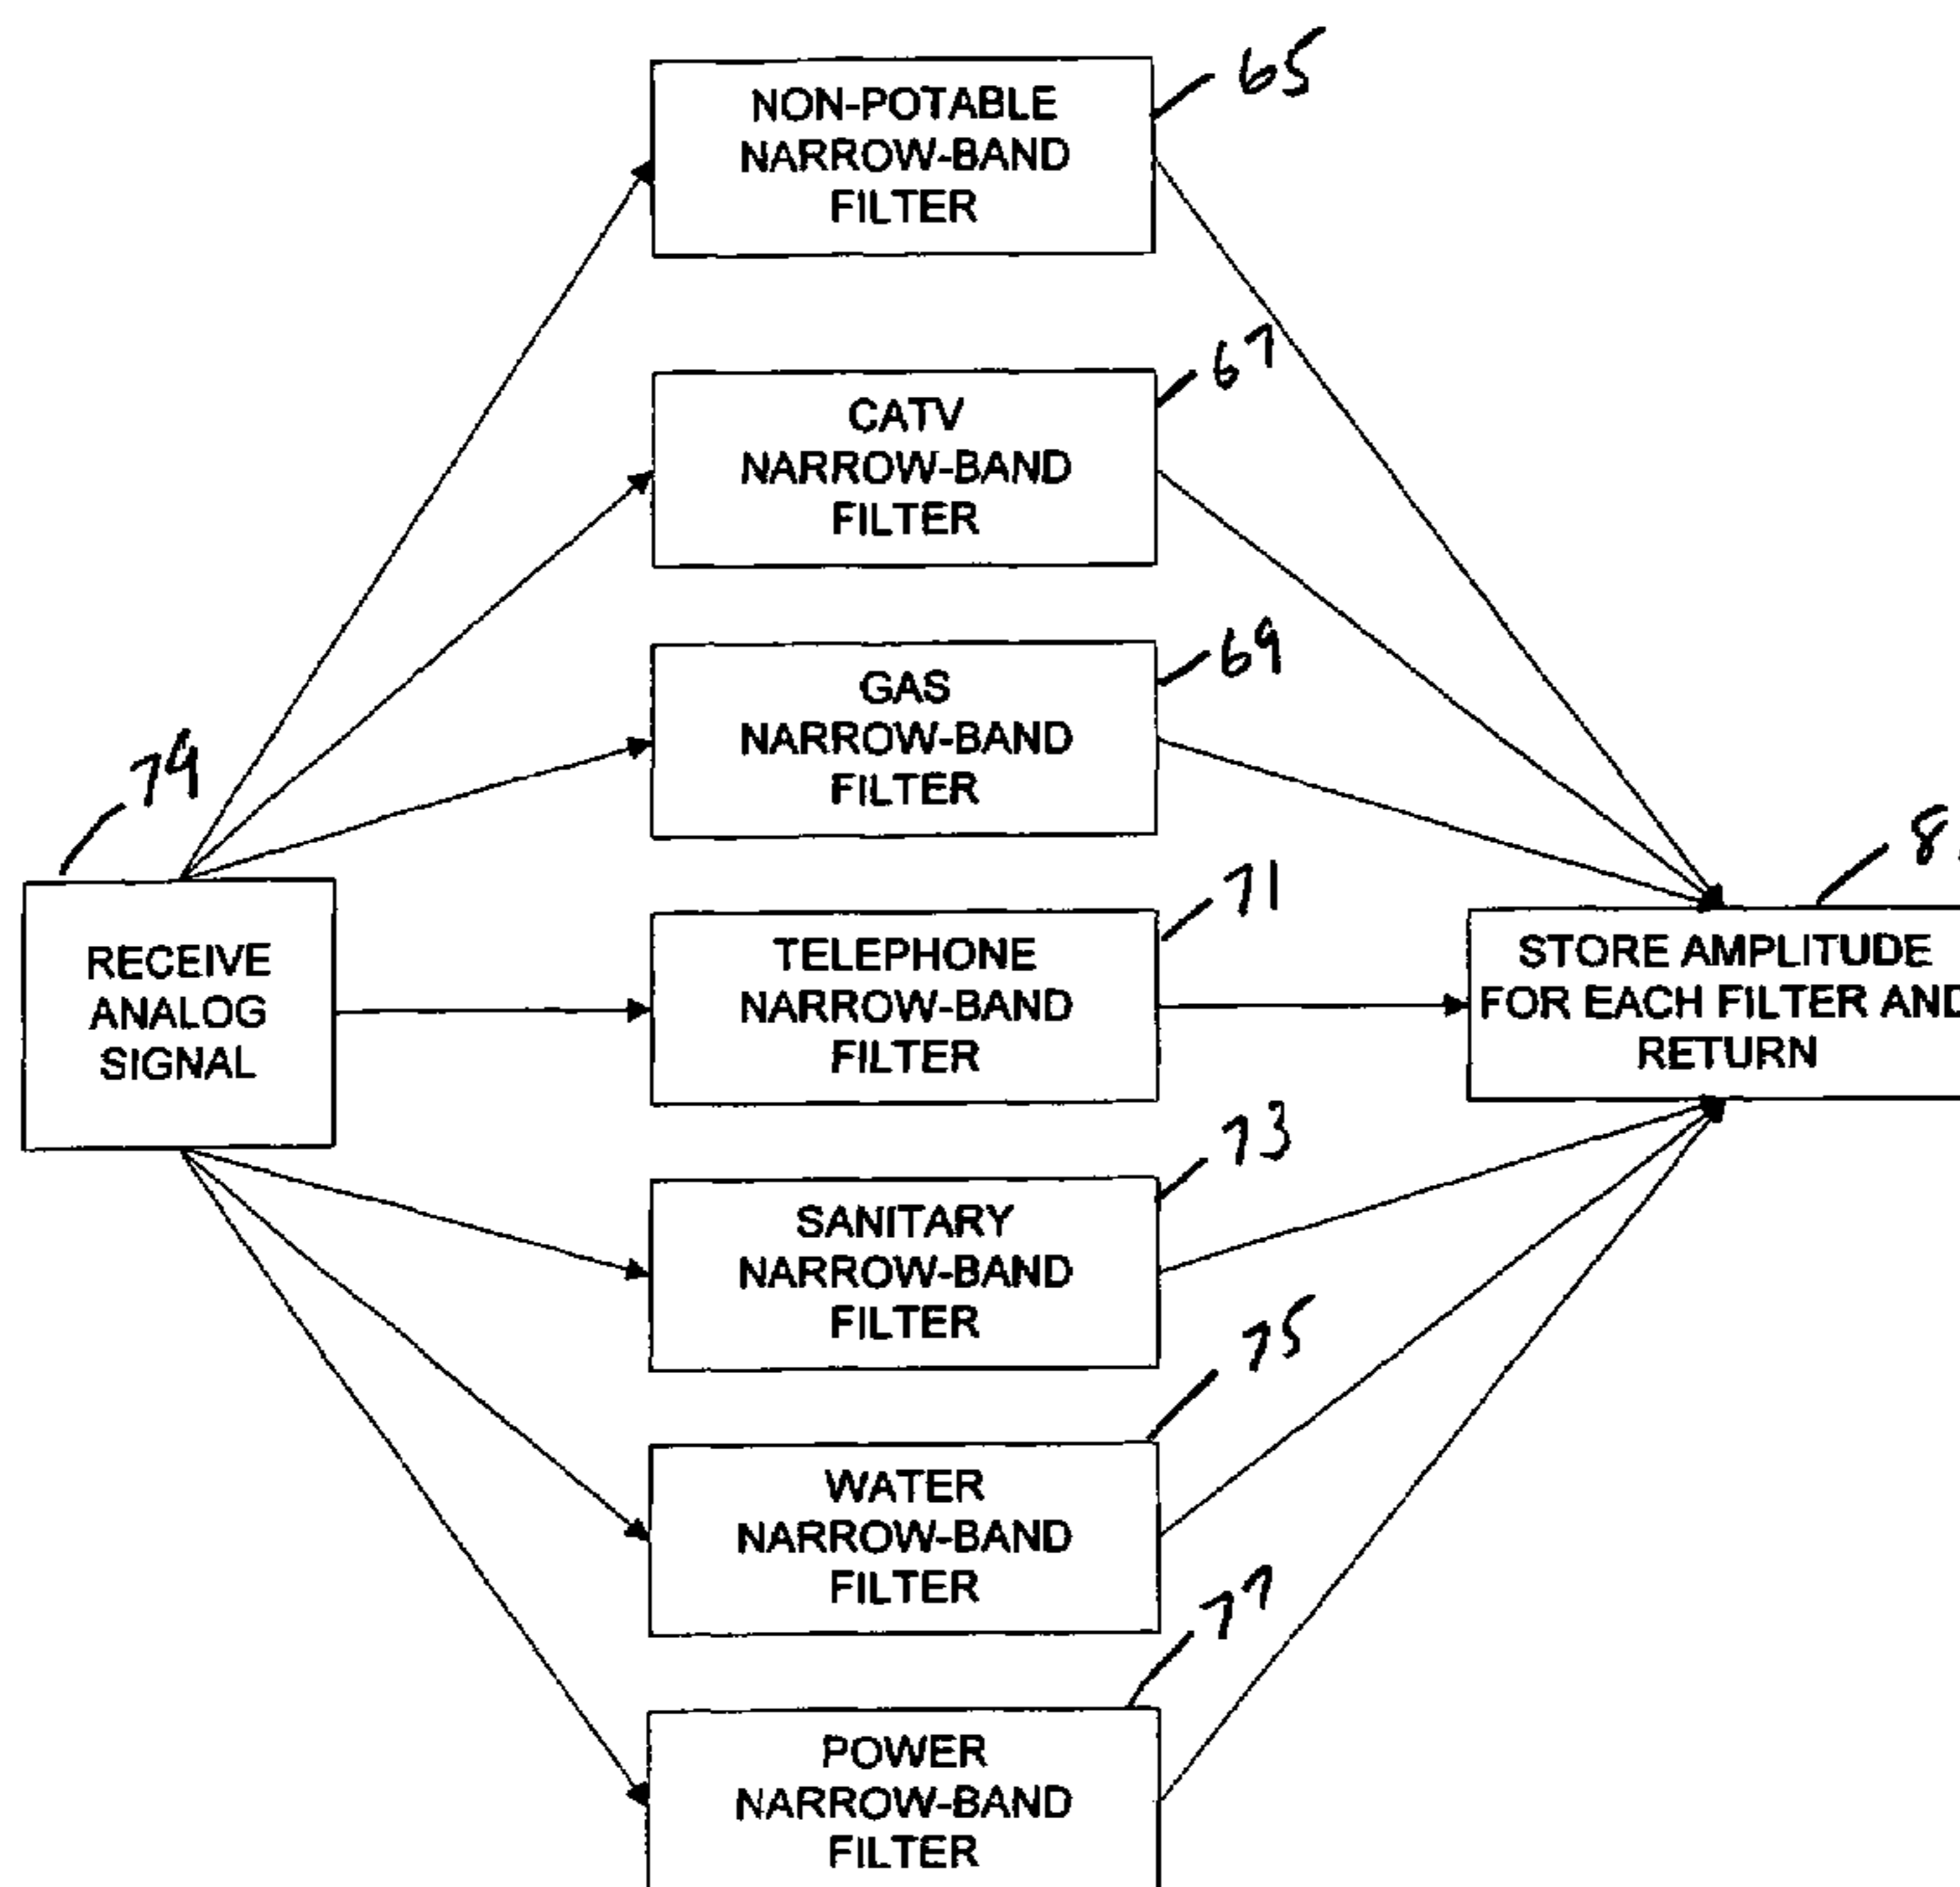 65
NON-POTABLE
NARROW-BAND
FILTER
67
CATV
NARROW-BAND
FILTER
69
GAS
NARROW-BAND
FILTER
79
RECEIVE
ANALOG
SIGNAL
71
TELEPHONE
NARROW-BAND
FILTER
STORE AMPLITUDE
FOR EACH FILTER AND
RETURN
73
SANITARY
NARROW-BAND
FILTER
75
WATER
NARROW-BAND
FILTER
77
POWER
NARROW-BAND
FILTER